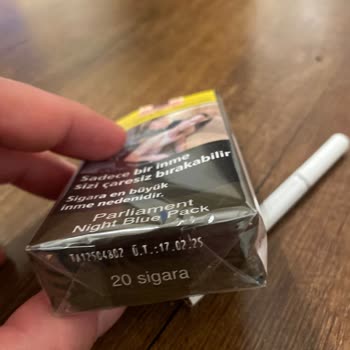 Sadece bir inme
sizi çaresiz bırakabilir
Sigara en büyük
inme nedenidir.
Parliament
Night Blue Pack
TA12504802 Ü.T.:17.02.25
20 sigara